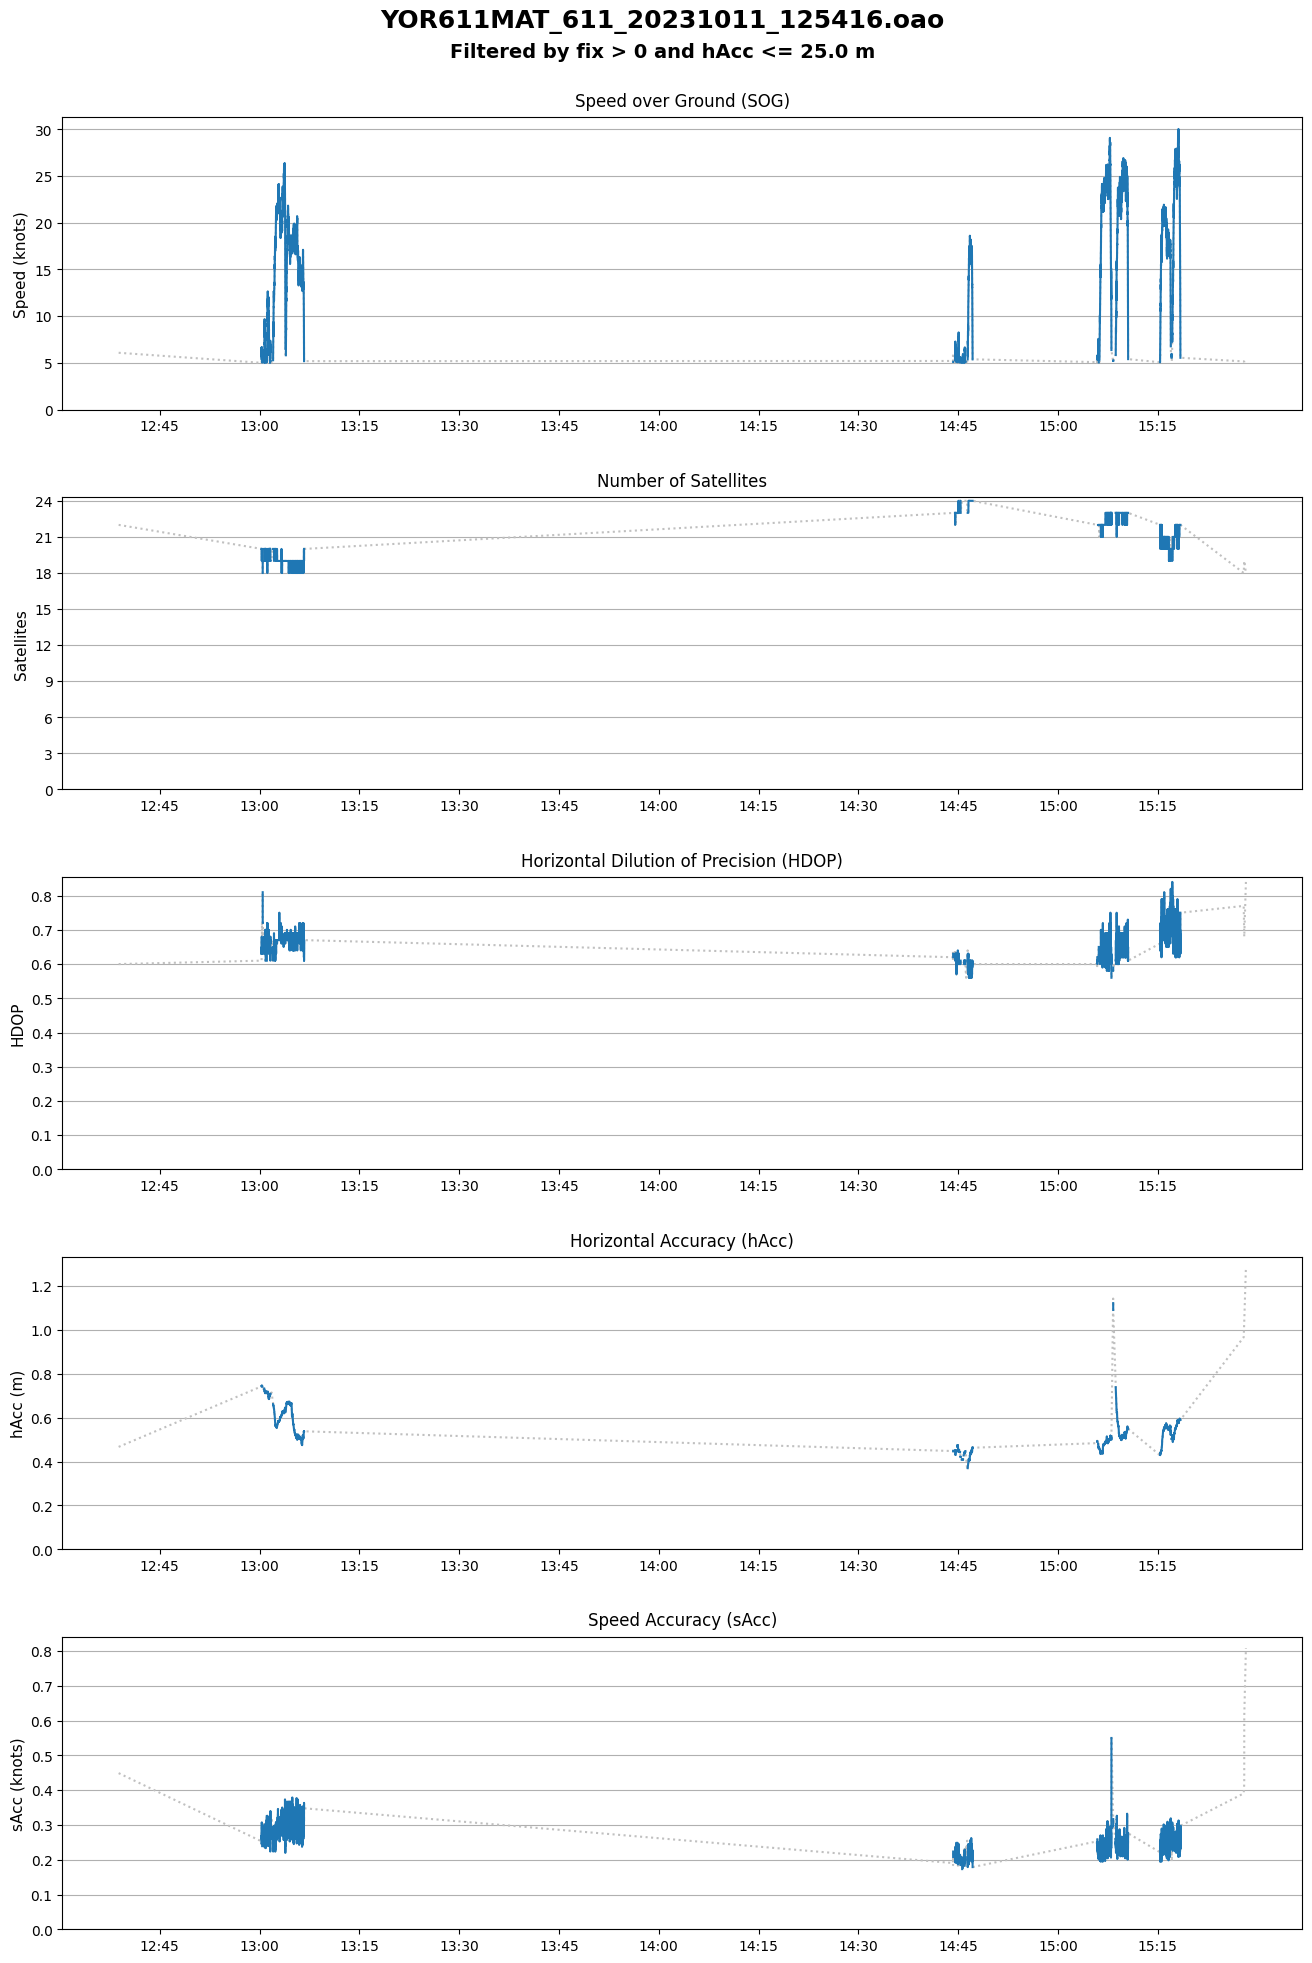 YOR611MAT_611_20231011_125416.oao
Filtered by fix > 0 and hAcc <= 25.0 m
Speed over Ground (SOG)
Speed (knots)
30
25
20
15
10
5
0
12:45 13:00 13:15 13:30 13:45 14:00 14:15 14:30 14:45 15:00 15:15
Number of Satellites
Satellites
24
21
18
15
12
9
6
3
0
12:45 13:00 13:15 13:30 13:45 14:00 14:15 14:30 14:45 15:00 15:15
Horizontal Dilution of Precision (HDOP)
HDOP
0.8
0.7
0.6
0.5
0.4
0.3
0.2
0.1
0.0
12:45 13:00 13:15 13:30 13:45 14:00 14:15 14:30 14:45 15:00 15:15
Horizontal Accuracy (hAcc)
hAcc (m)
1.2
1.0
0.8
0.6
0.4
0.2
0.0
12:45 13:00 13:15 13:30 13:45 14:00 14:15 14:30 14:45 15:00 15:15
Speed Accuracy (sAcc)
sAcc (knots)
0.8
0.7
0.6
0.5
0.4
0.3
0.2
0.1
0.0
12:45 13:00 13:15 13:30 13:45 14:00 14:15 14:30 14:45 15:00 15:15